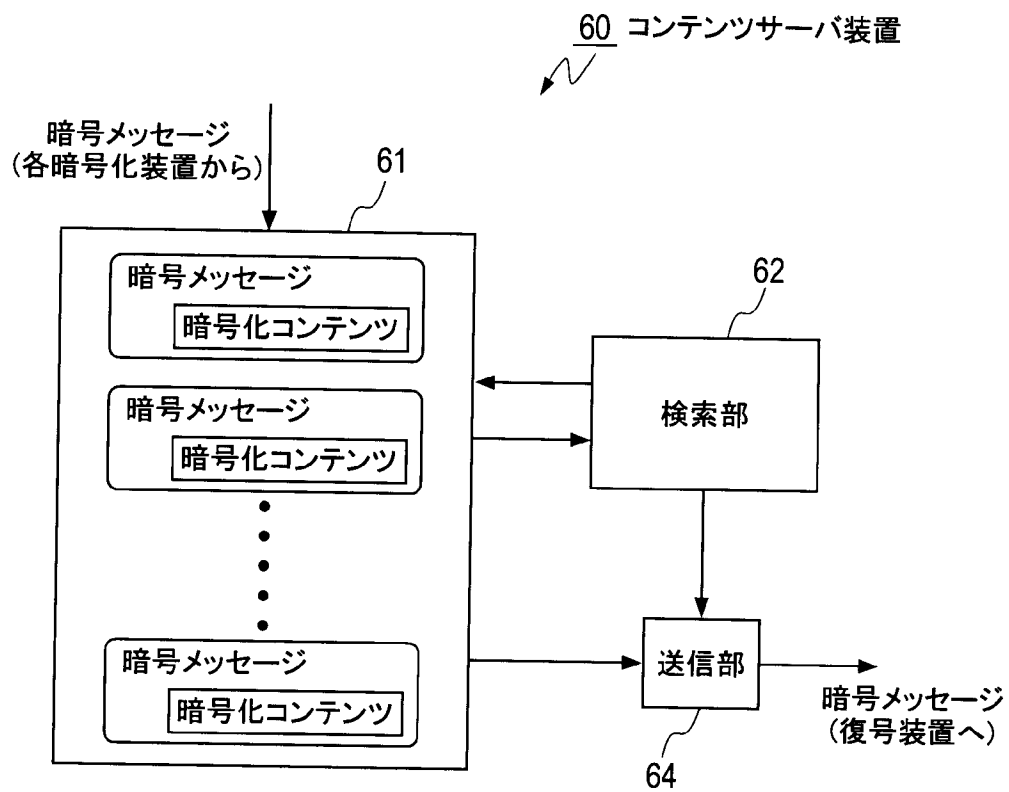 60 コンテンツサーバ装置
暗号メッセージ
(各暗号化装置から)
61
暗号メッセージ
暗号化コンテンツ
62
暗号メッセージ
暗号化コンテンツ
検索部
暗号メッセージ
暗号化コンテンツ
送信部
暗号メッセージ
(復号装置へ)
64